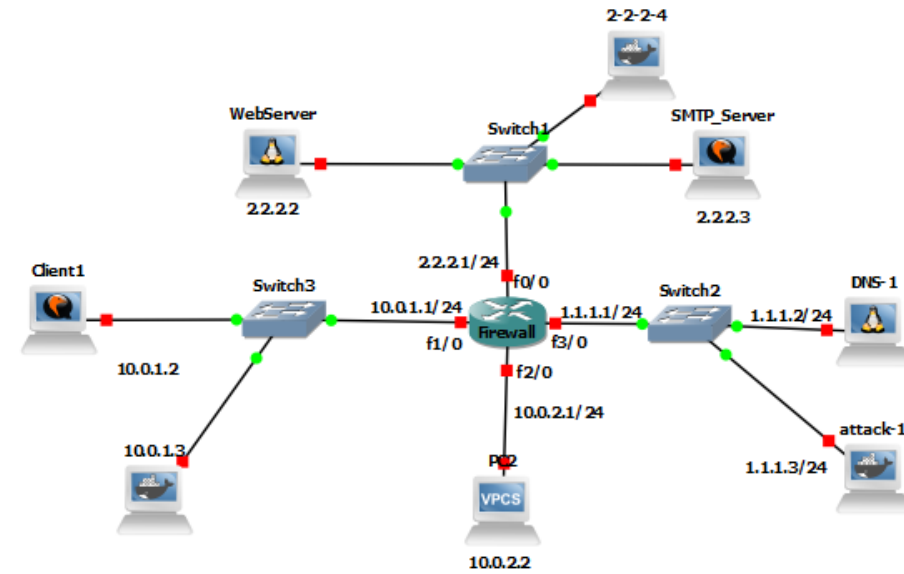 2-2-2-4
WebServer
SMTP_Server
Switch1
2.2.2.2
2.2.2.3
2.2.2.1/24
f0/0
Client1
Switch3
10.0.1.1/24
Firewall
1.1.1.1/24
Switch2
DNS-1
1.1.1.2/24
f1/0
f3/0
f2/0
10.0.1.2
10.0.2.1/24
10.0.1.3
PC2
VPCS
attack-1
1.1.1.3/24
10.0.2.2